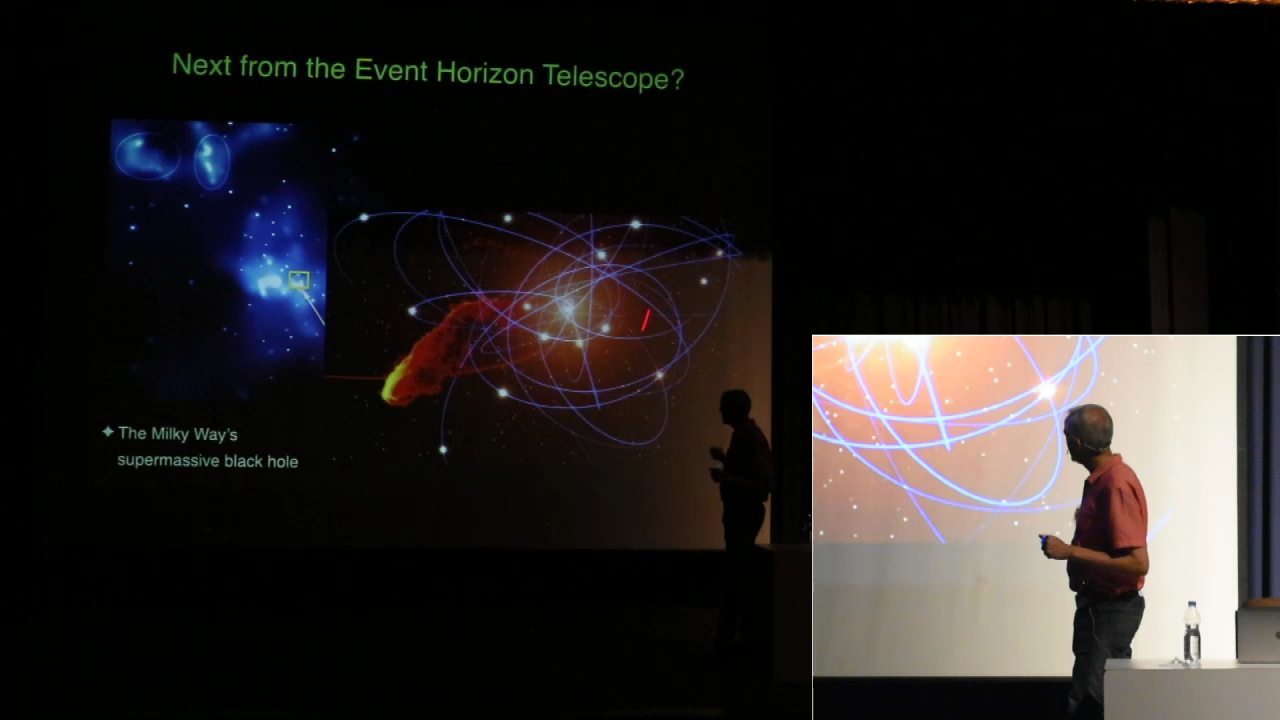 Next from the Event Horizon Telescope?
✦ The Milky Way's
supermassive black hole